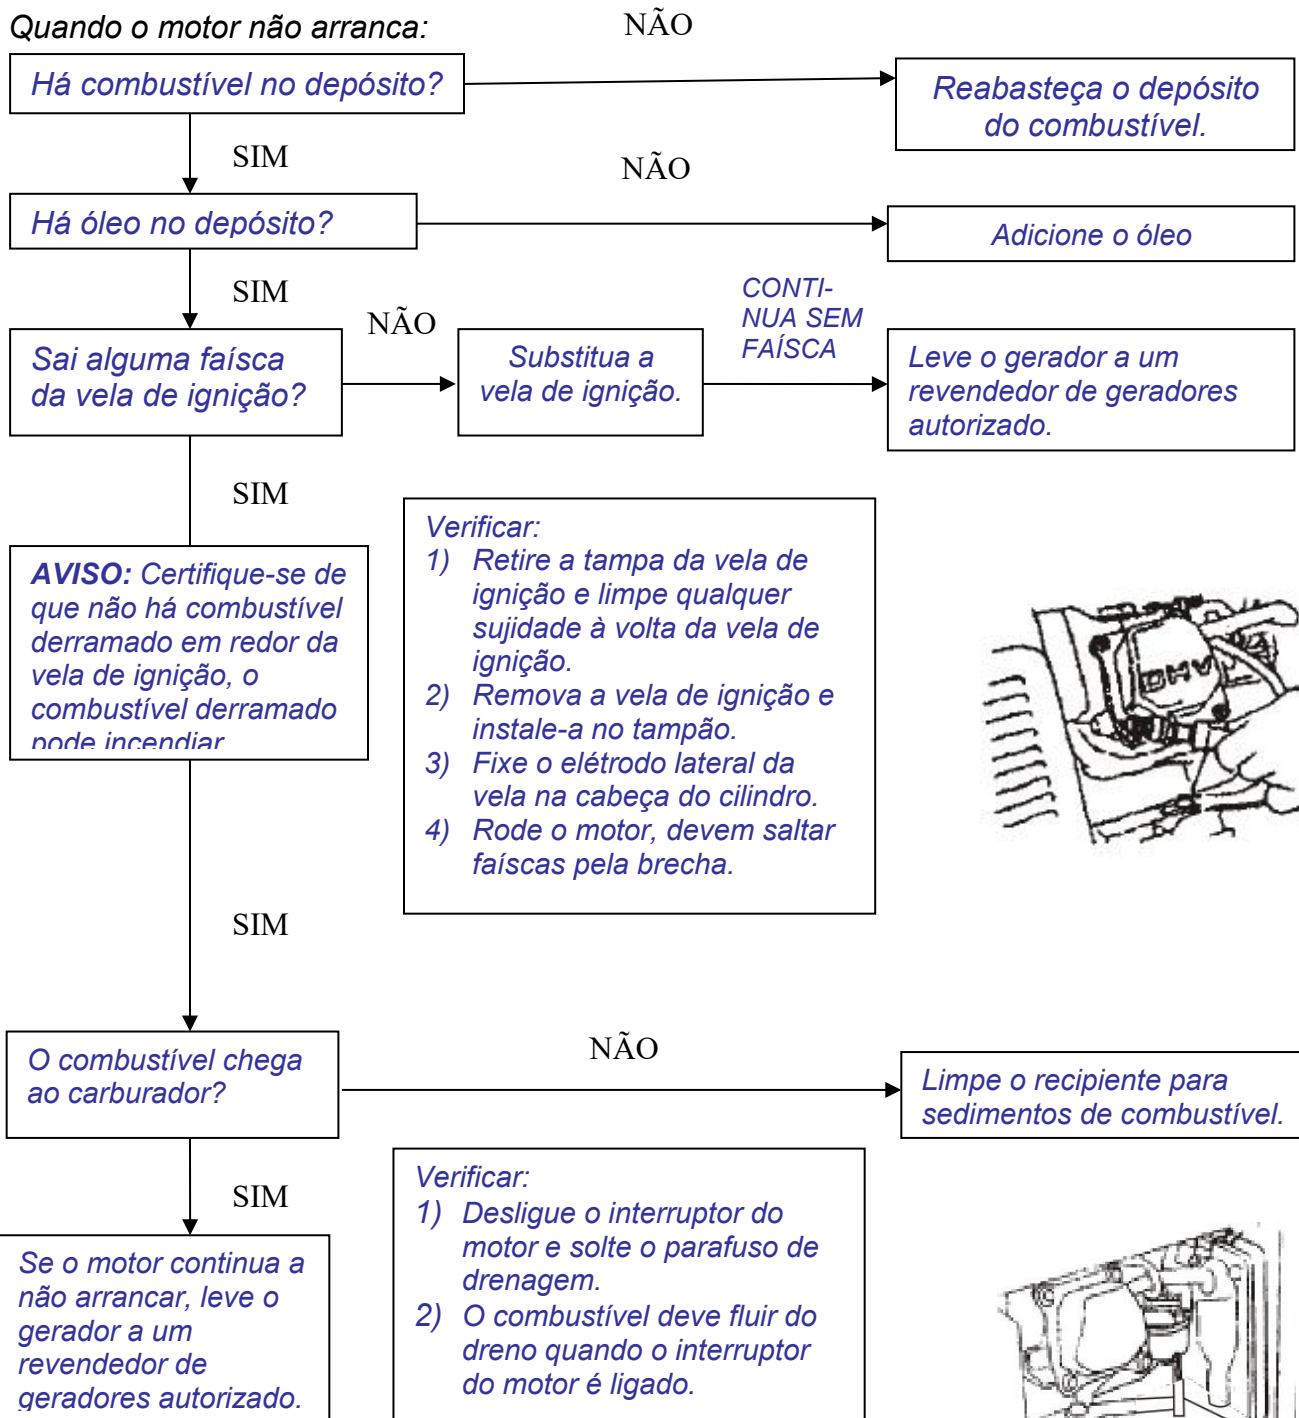 Quando o motor não arranca:
NÃO
Há combustível no depósito?
Reabasteça o depósito
do combustível.
SIM
NÃO
Há óleo no depósito?
Adicione o óleo
SIM
NÃO
CONTI-
NUA SEM
FAÍSCA
Sai alguma faísca
da vela de ignição?
Substitua a
vela de ignição.
Leve o gerador a um
revendedor de geradores
autorizado.
SIM
AVISO: Certifique-se de
que não há combustível
derramado em redor da
vela de ignição, o
combustível derramado
pode incendiar
Verificar:
1) Retire a tampa da vela de
ignição e limpe qualquer
sujidade à volta da vela de
ignição.
2) Remova a vela de ignição e
instale-a no tampão.
3) Fixe o elétrodo lateral da
vela na cabeça do cilindro.
4) Rode o motor, devem saltar
faíscas pela brecha.
OHV
SIM
O combustível chega
ao carburador?
NÃO
Limpe o recipiente para
sedimentos de combustível.
SIM
Se o motor continua a
não arrancar, leve o
gerador a um
revendedor de
geradores autorizado.
Verificar:
1) Desligue o interruptor do
motor e solte o parafuso de
drenagem.
2) O combustível deve fluir do
dreno quando o interruptor
do motor é ligado.